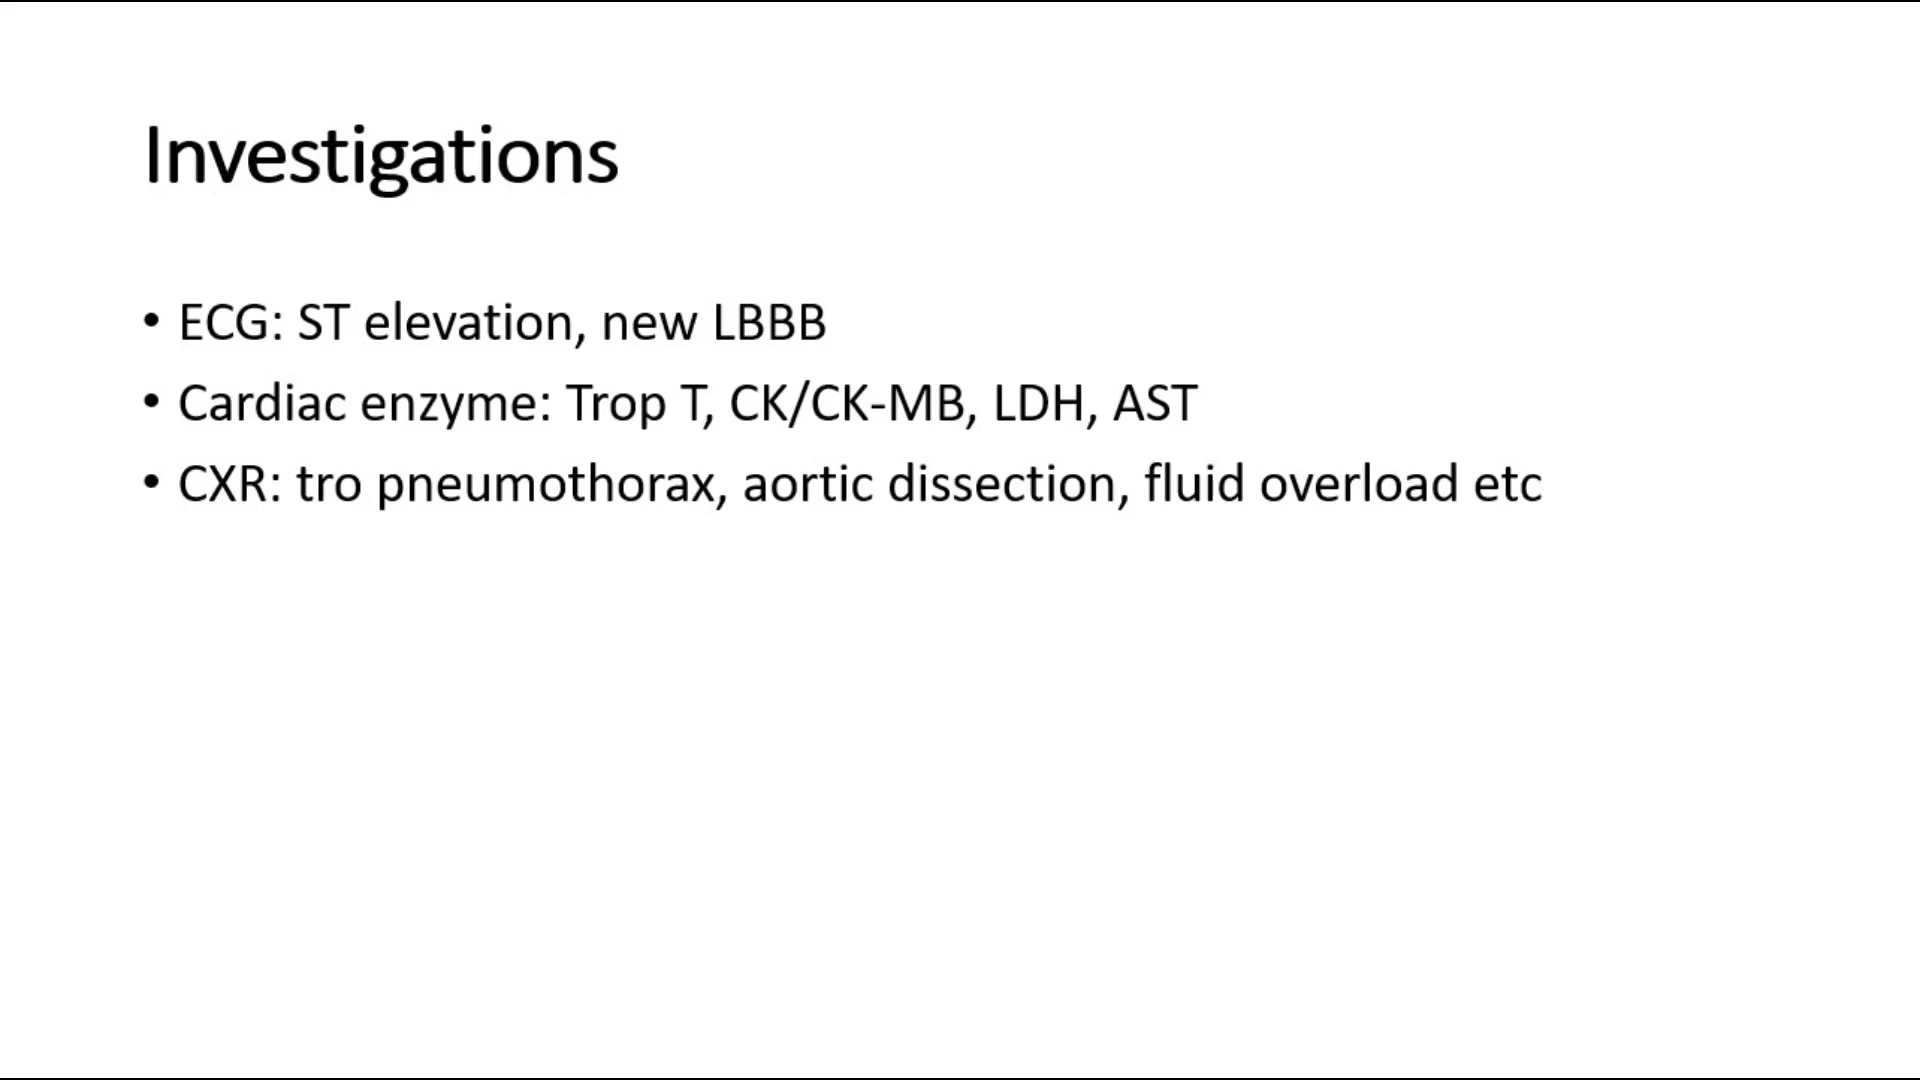 Investigations
• ECG: ST elevation, new LBBB
• Cardiac enzyme: Trop T, CK/CK-MB, LDH, AST
• CXR: tro pneumothorax, aortic dissection, fluid overload etc